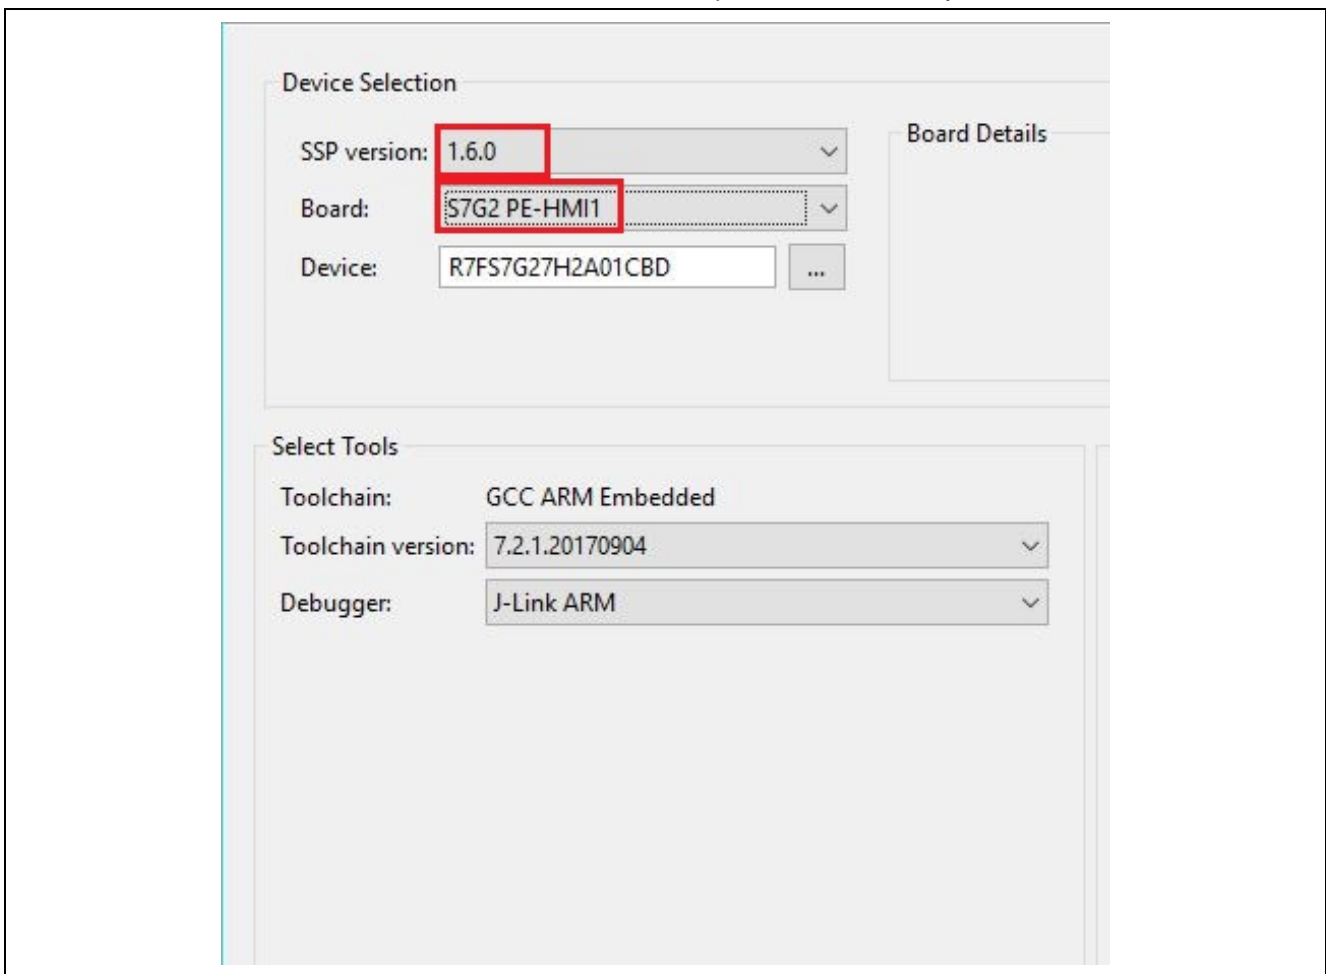 Device Selection
SSP version: 1.6.0
Board: S7G2 PE-HMI1
Device: R7FS7G27H2A01CBD ...
Board Details
Select Tools
Toolchain: GCC ARM Embedded
Toolchain version: 7.2.1.20170904
Debugger: J-Link ARM